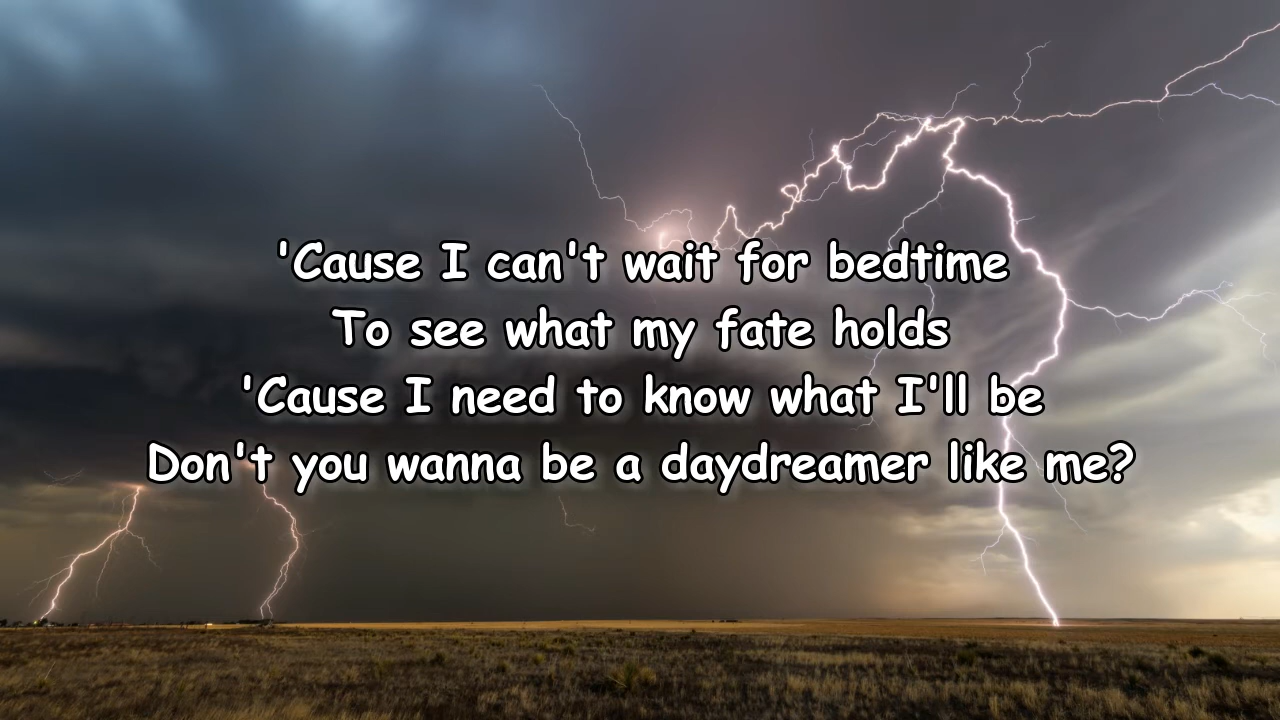 'Cause I can't wait for bedtime
To see what my fate holds
'Cause I need to know what I'll be
Don't you wanna be a daydreamer like me?